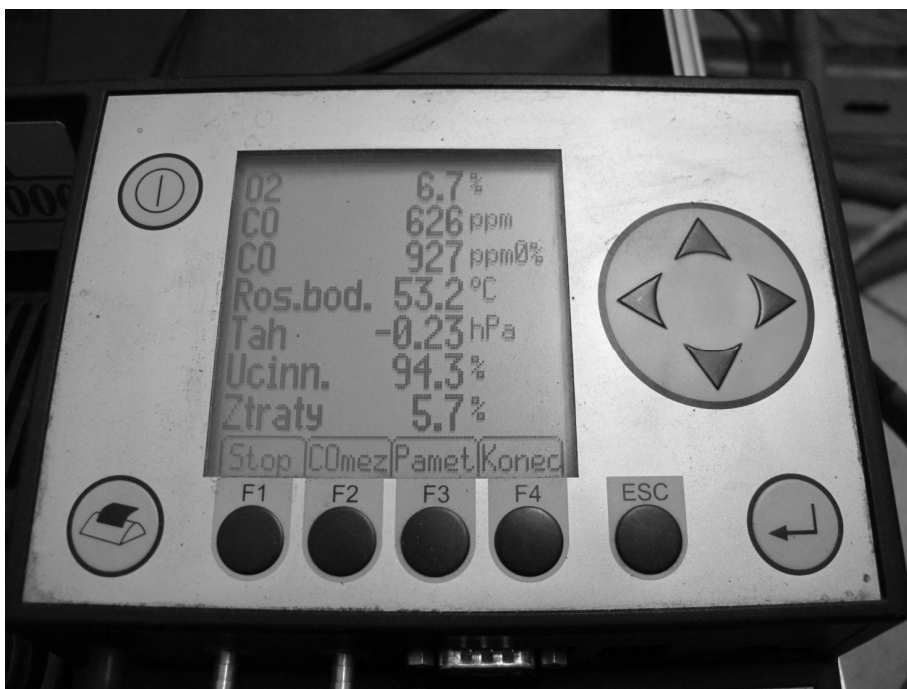 O2 6.7 %
CO 626 ppm
CO 927 ppm0%
Ros.bod. 53.2 °C
Tah -0.23 hPa
Ucinn. 94.3 %
Ztraty 5.7 %
Stop COmez Pamet Konec
F1 F2 F3 F4 ESC
000